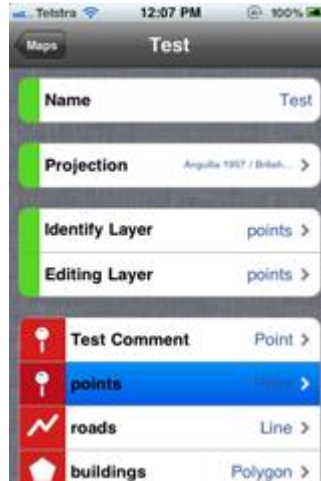 Telstra 12:07 PM 100%
Maps Test
Name Test
Projection Anguilla 1957 / British...
Identify Layer points
Editing Layer points
Test Comment Point
points Point
roads Line
buildings Polygon